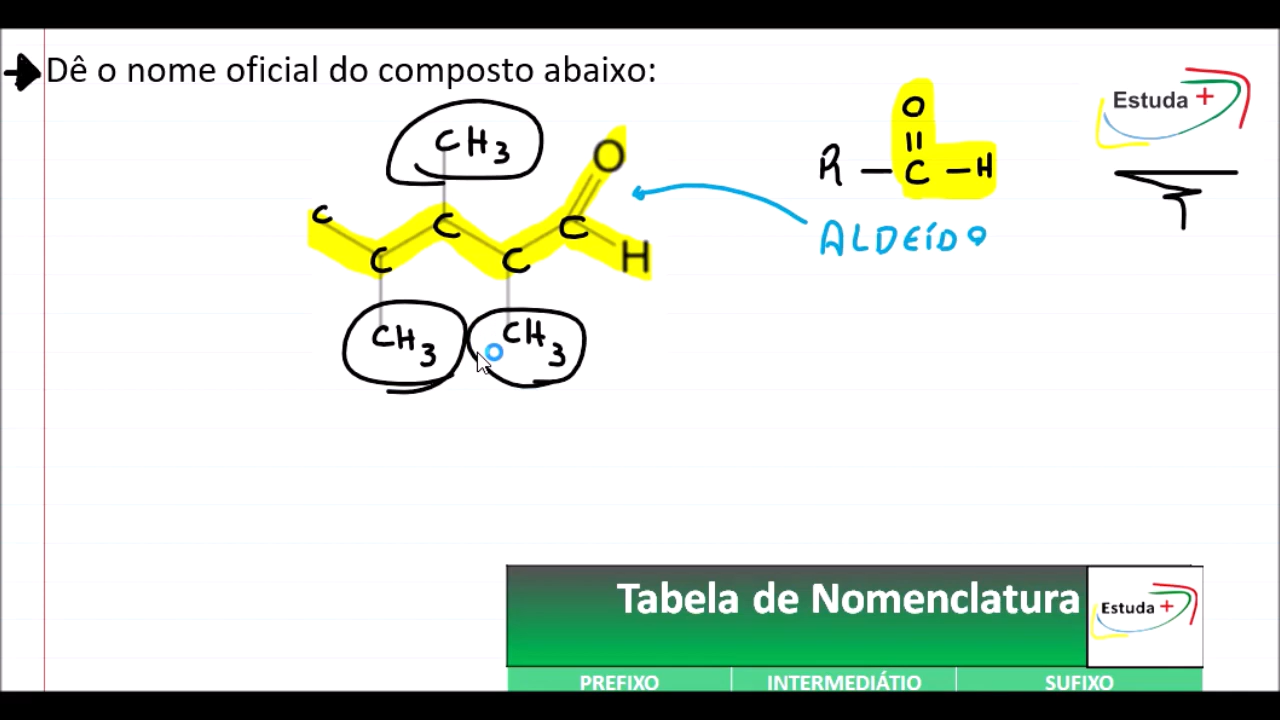 Dê o nome oficial do composto abaixo:
Estuda +
CH3
O
O
R — C — H
C
C
C
C
C
H
ALDEÍDO
CH3
CH3
Tabela de Nomenclatura
Estuda +
PREFIXO
INTERMEDIÁTIO
SUFIXO